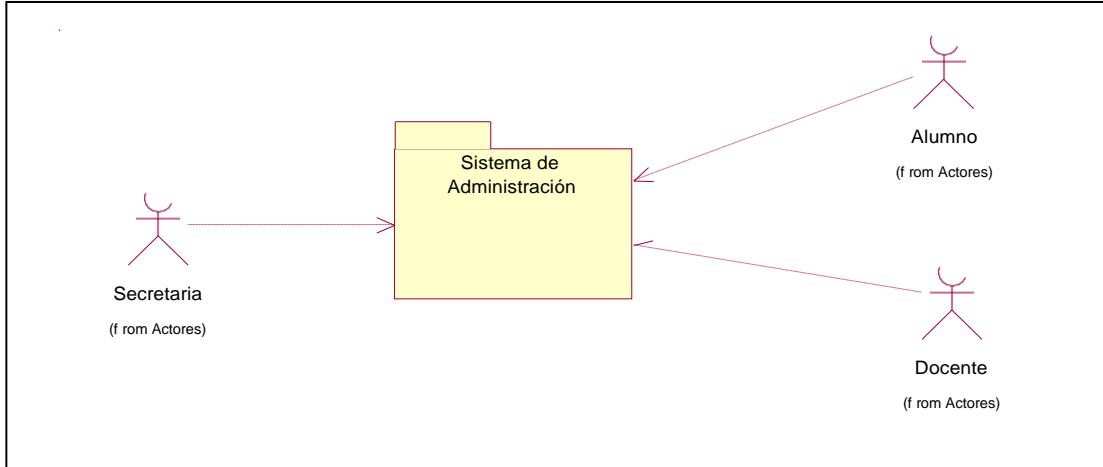 Alumno
(f rom Actores)
Sistema de
Administración
Secretaria
(f rom Actores)
Docente
(f rom Actores)